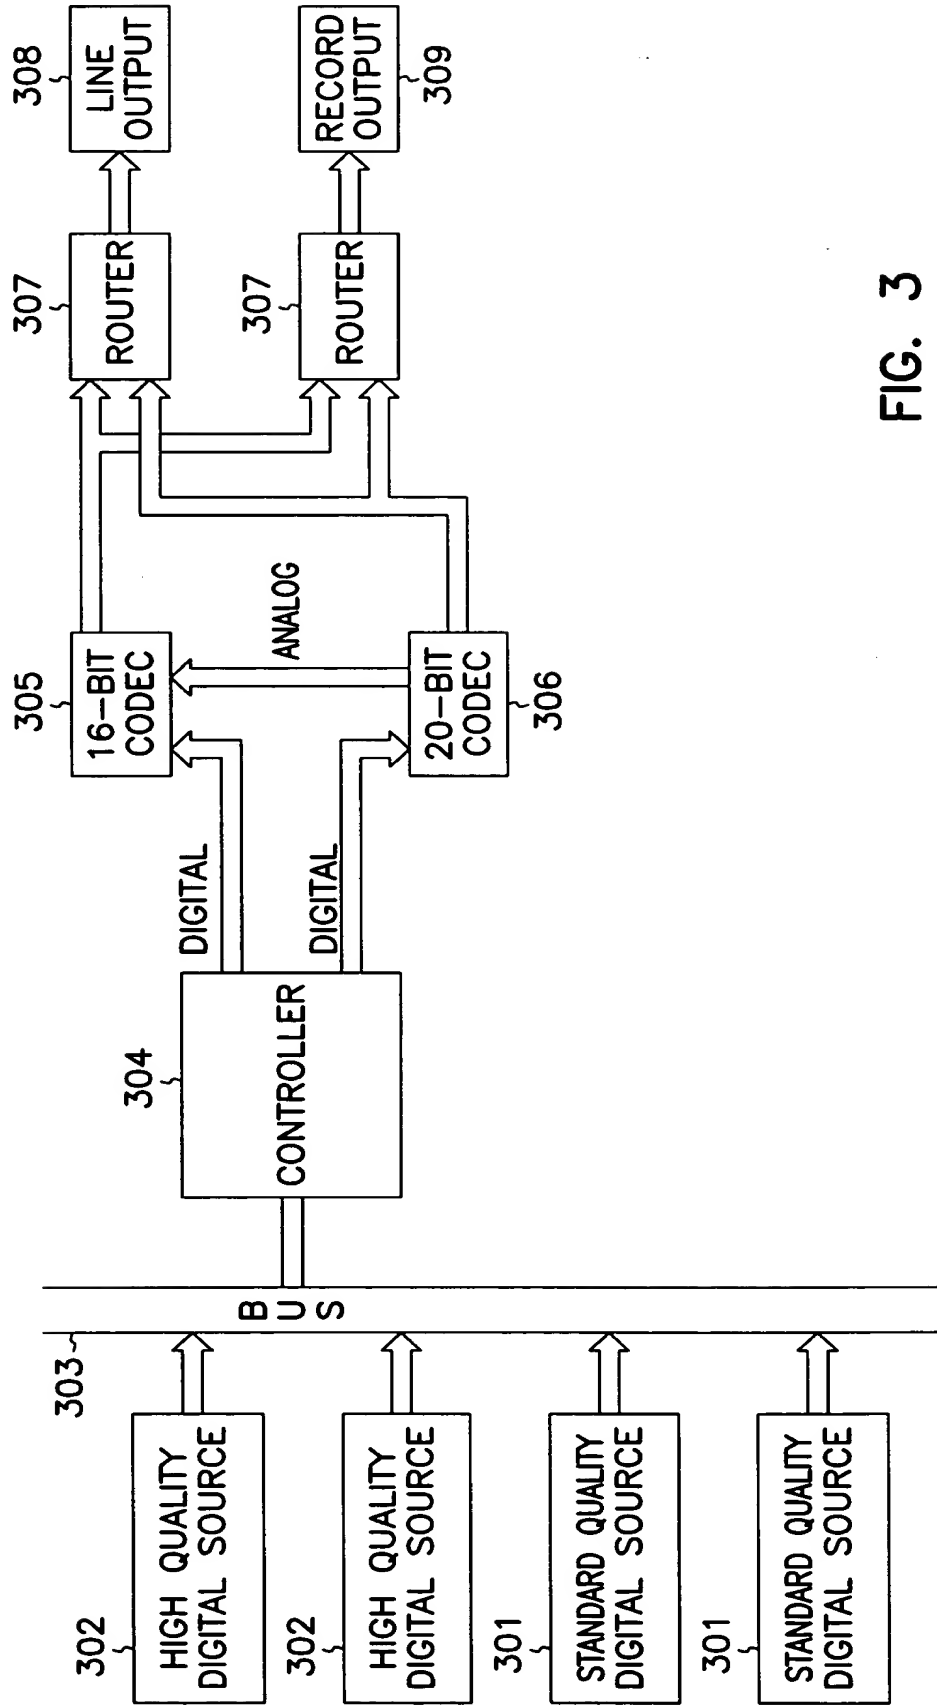 308
LINE
OUTPUT
RECORD
OUTPUT
309
307
ROUTER
307
ROUTER
305
16-BIT
CODEC
ANALOG
20-BIT
CODEC
306
DIGITAL
DIGITAL
304
CONTROLLER
303
B
U
S
302
HIGH QUALITY
DIGITAL SOURCE
302
HIGH QUALITY
DIGITAL SOURCE
301
STANDARD QUALITY
DIGITAL SOURCE
301
STANDARD QUALITY
DIGITAL SOURCE
FIG. 3